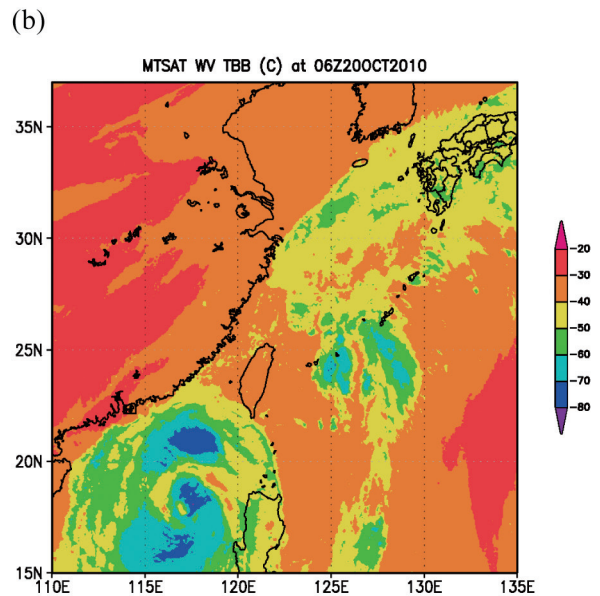 (b)
MTSAT WV TBB (C) at 06Z20OCT2010
35N
30N
25N
20N
15N
110E 115E 120E 125E 130E 135E
-20
-30
-40
-50
-60
-70
-80